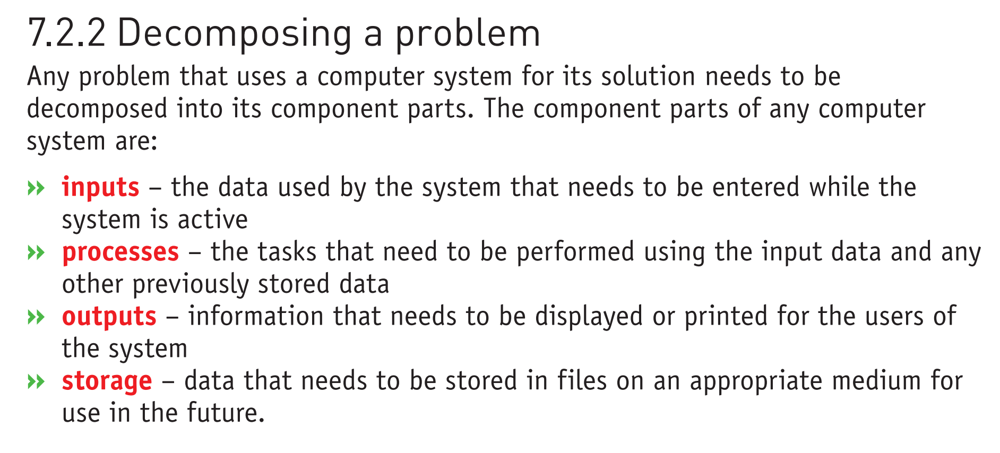 7.2.2 Decomposing a problem
Any problem that uses a computer system for its solution needs to be
decomposed into its component parts. The component parts of any computer
system are:
» inputs – the data used by the system that needs to be entered while the
system is active
» processes – the tasks that need to be performed using the input data and any
other previously stored data
» outputs – information that needs to be displayed or printed for the users of
the system
» storage – data that needs to be stored in files on an appropriate medium for
use in the future.